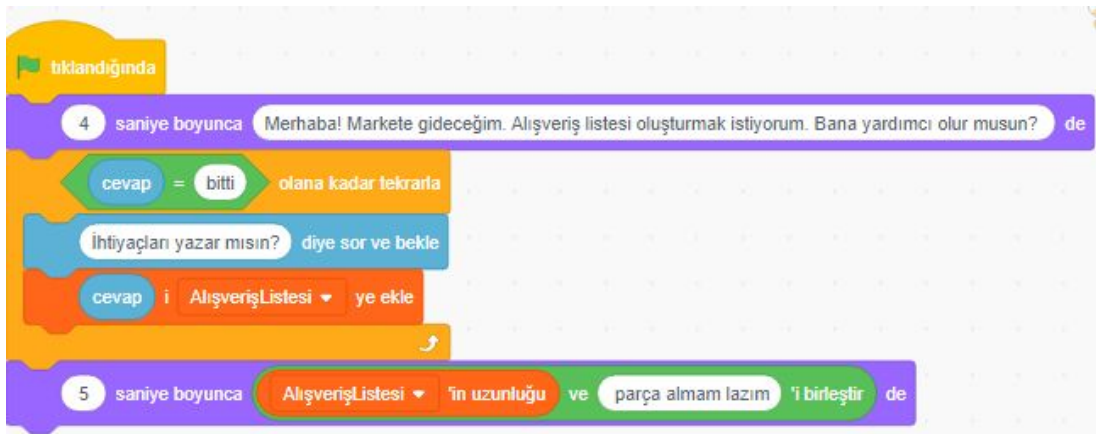 tıklandığında
4 saniye boyunca Merhaba! Markete gideceğim. Alışveriş listesi oluşturmak istiyorum. Bana yardımcı olur musun? de
cevap = bitti olana kadar tekrarla
İhtiyaçları yazar mısın? diye sor ve bekle
cevap i AlışverişListesi ye ekle
5 saniye boyunca AlışverişListesi 'in uzunluğu ve parça almam lazım 'i birleştir de